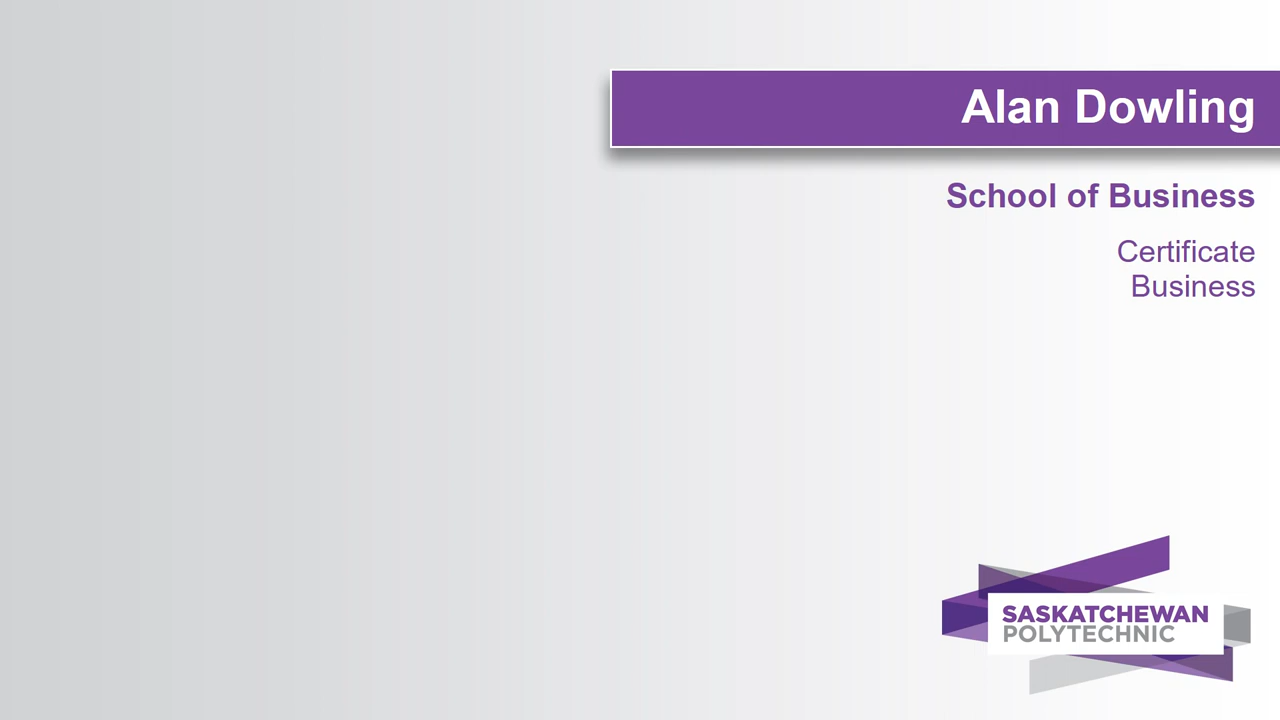 Alan Dowling
School of Business
Certificate
Business
SASKATCHEWAN
POLYTECHNIC